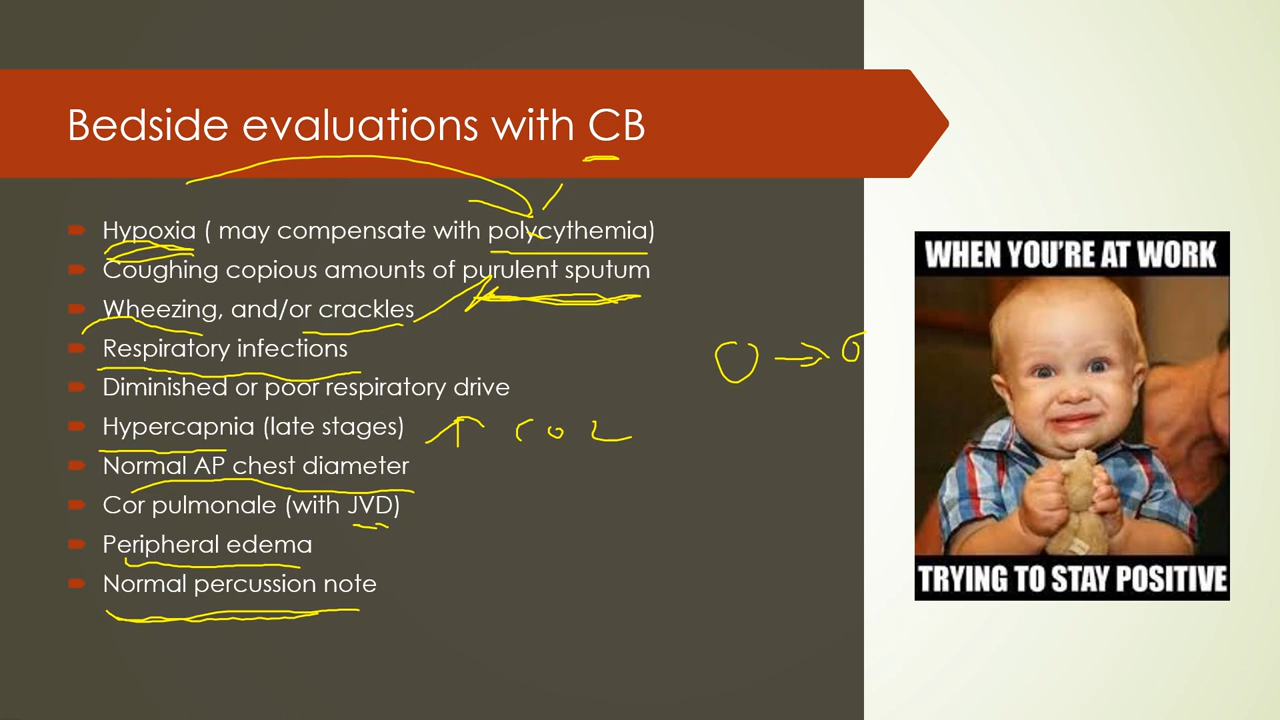 Bedside evaluations with CB
Hypoxia ( may compensate with polycythemia)
Coughing copious amounts of purulent sputum
Wheezing, and/or crackles
Respiratory infections
Diminished or poor respiratory drive
Hypercapnia (late stages) ↑ CO2
Normal AP chest diameter
Cor pulmonale (with JVD)
Peripheral edema
Normal percussion note
WHEN YOU'RE AT WORK
TRYING TO STAY POSITIVE